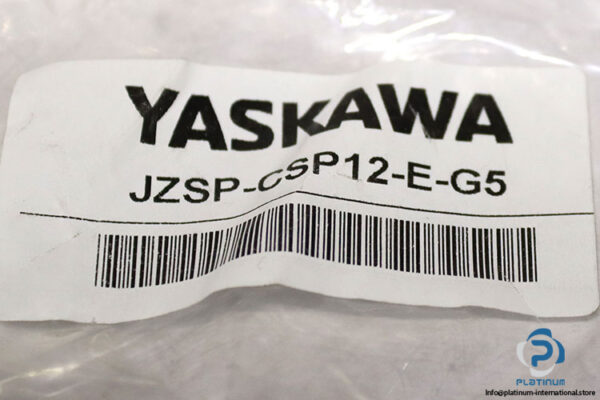 YASKAWA
JZSP-CSP12-E-G5
PLATINUM
Info@platinum-international.store